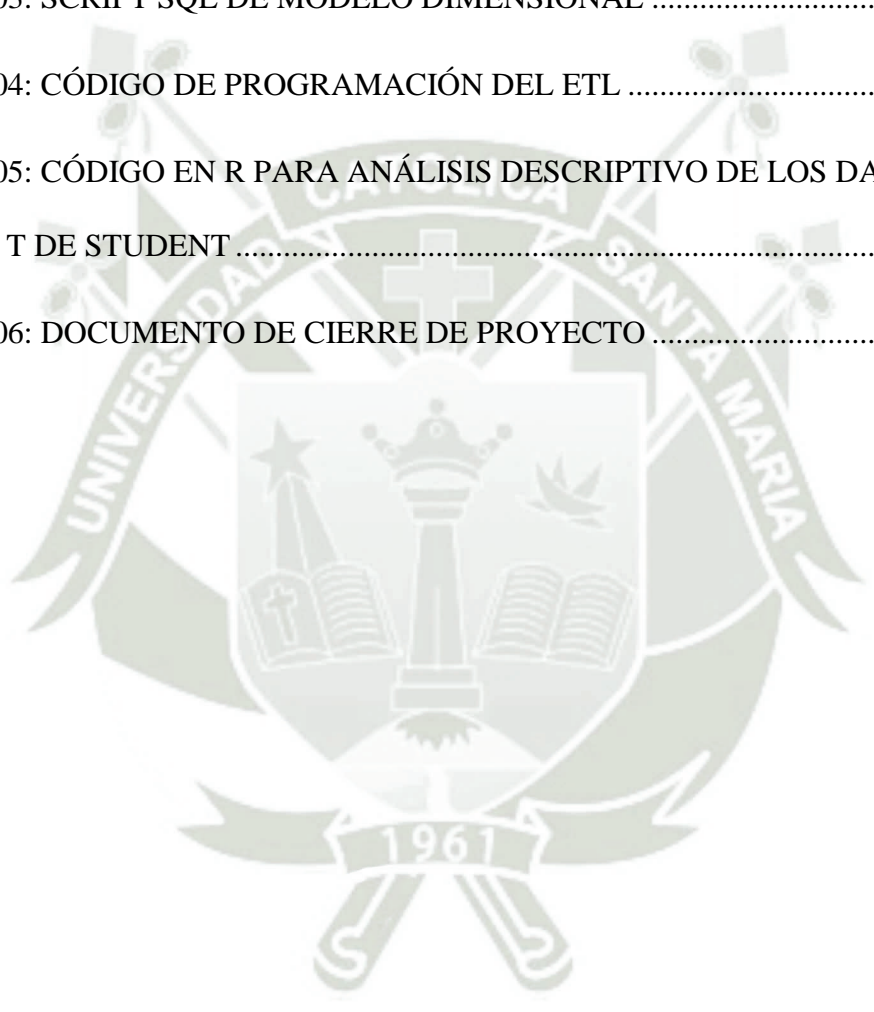 03: SCRIPT SQL DE MODELO DIMENSIONAL ..............................
04: CÓDIGO DE PROGRAMACIÓN DEL ETL ...............................
05: CÓDIGO EN R PARA ANÁLISIS DESCRIPTIVO DE LOS DA
T DE STUDENT ................................................................................
06: DOCUMENTO DE CIERRE DE PROYECTO ............................
UNIVERSIDAD CATÓLICA SANTA MARIA
1961